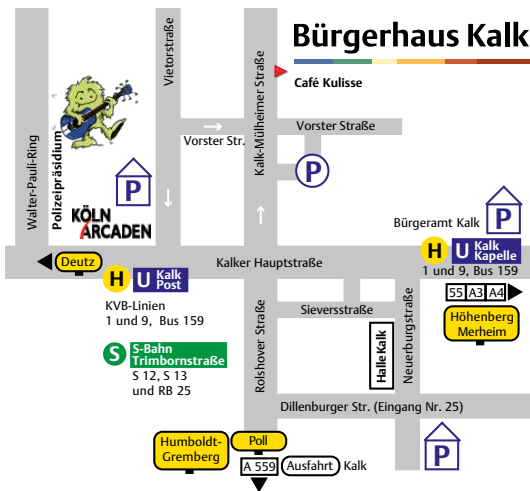 Bürgerhaus Kalk
Café Kulisse
Vietorstraße
Kalk-Mülheimer Straße
Walter-Pauli-Ring
Polizeipräsidium
Vorster Str.
Vorster Straße
P
P
KÖLN
ARCADEN
Bürgeramt Kalk
P
Deutz
H
U Kalk
Post
Kalker Hauptstraße
H
U Kalk
Kapelle
1 und 9, Bus 159
KVB-Linien
1 und 9, Bus 159
55 A3 A4
Höhenberg
Merheim
S
S-Bahn
Trimbornstraße
S 12, S 13
und RB 25
Rolshover Straße
Sieversstraße
Halle Kalk
Neuerburgstraße
Dillenburger Str. (Eingang Nr. 25)
Humboldt-
Gremberg
Poll
A 559
Ausfahrt Kalk
P